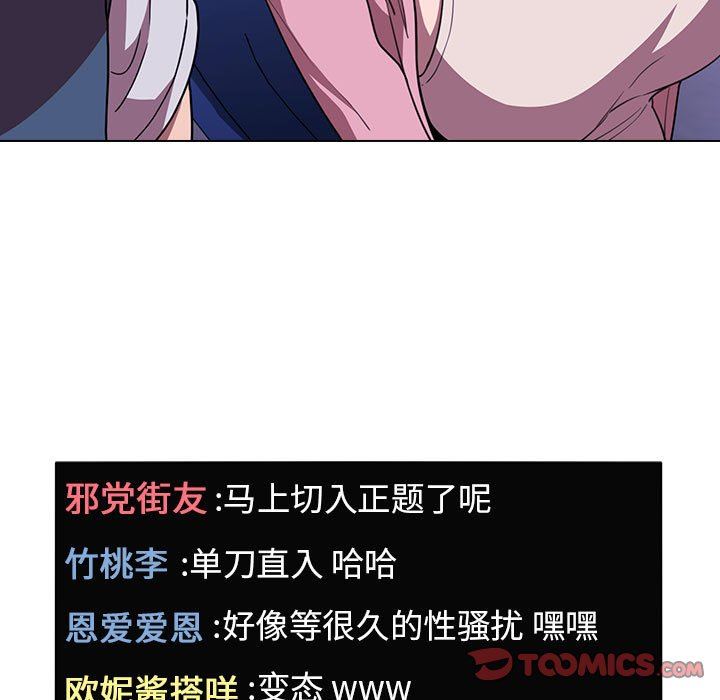 邪党街友 :马上切入正题了呢
竹桃李 :单刀直入 哈哈
恩爱爱恩 :好像等很久的性骚扰 嘿嘿
欧妮酱搭咩 :变态 www
TOOMICS
TOOMICS.com